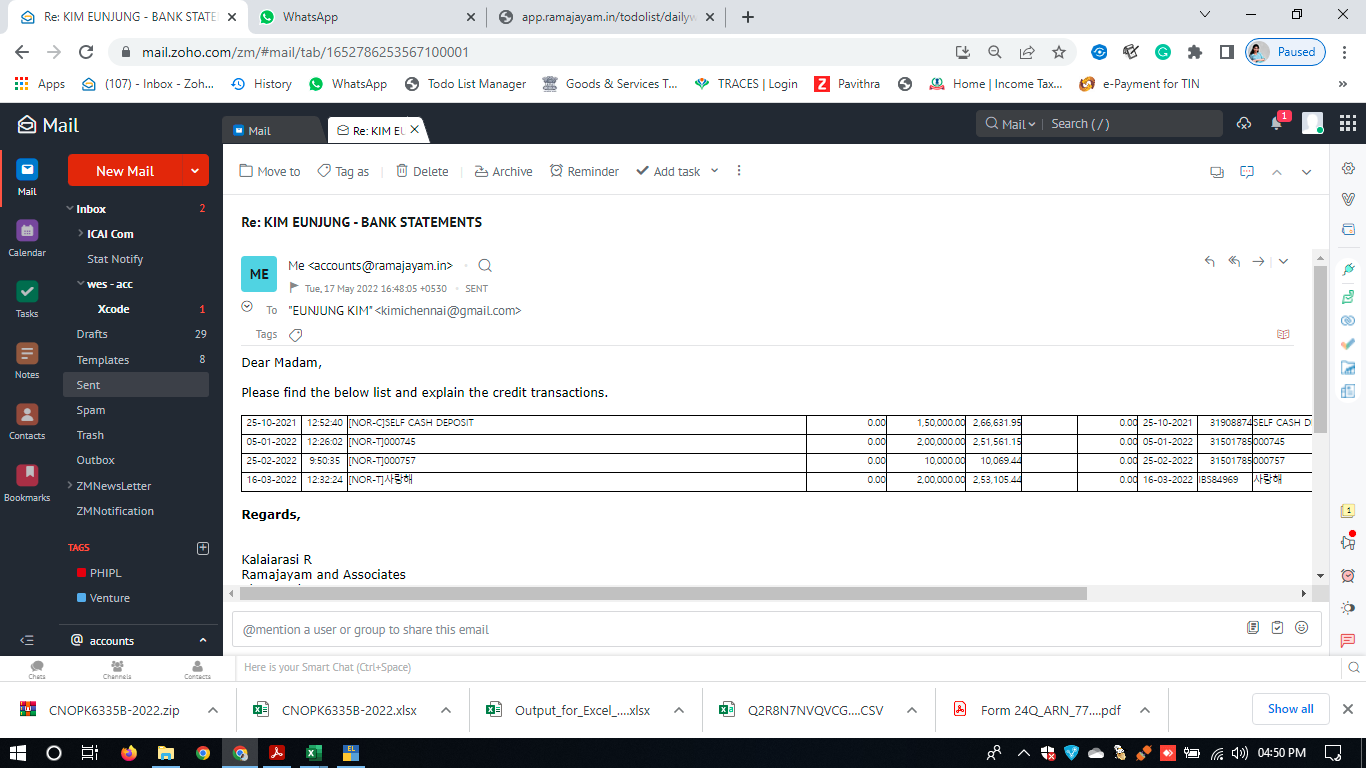 Re: KIM EUNJUNG - BANK STATE
WhatsApp
app.ramajayam.in/todolist/dailyw
mail.zoho.com/zm/#mail/tab/1652786253567100001
Paused
Apps
(107) - Inbox - Zoh...
History
WhatsApp
Todo List Manager
Goods & Services T...
TRACES | Login
Pavithra
Home | Income Tax...
e-Payment for TIN
»
Mail
Mail
Re: KIM EU
Mail
Search ( / )
1
New Mail
Move to
Tag as
Delete
Archive
Reminder
Add task
Mail
Calendar
Tasks
Notes
Contacts
Bookmarks
Inbox 2
ICAI Com
Stat Notify
wes - acc
Xcode 1
Drafts 29
Templates 8
Sent
Spam
Trash
Outbox
ZMNewsLetter
ZMNotification
TAGS
PHIPL
Venture
@ accounts
Re: KIM EUNJUNG - BANK STATEMENTS
ME
Me <accounts@ramajayam.in>
Tue, 17 May 2022 16:48:05 +0530 • SENT
To "EUNJUNG KIM" <kimichennai@gmail.com>
Tags
Dear Madam,
Please find the below list and explain the credit transactions.
25-10-2021 12:52:40 [NOR-C]SELF CASH DEPOSIT 0.00 1,50,000.00 2,66,631.95 0.00 25-10-2021 31908874 SELF CASH D
05-01-2022 12:26:02 [NOR-T]000745 0.00 2,00,000.00 2,51,561.15 0.00 05-01-2022 31501785 000745
25-02-2022 9:50:35 [NOR-T]000757 0.00 10,000.00 10,069.44 0.00 25-02-2022 31501785 000757
16-03-2022 12:32:24 [NOR-T]사랑해 0.00 2,00,000.00 2,53,105.44 0.00 16-03-2022 IBS84969 사랑해
Regards,
Kalaiarasi R
Ramajayam and Associates
@mention a user or group to share this email
1
Chats
Channels
Contacts
Here is your Smart Chat (Ctrl+Space)
CNOPK6335B-2022.zip
CNOPK6335B-2022.xlsx
Output_for_Excel_....xlsx
Q2R8N7NVQVCG....CSV
Form 24Q_ARN_77....pdf
Show all
EL
04:50 PM